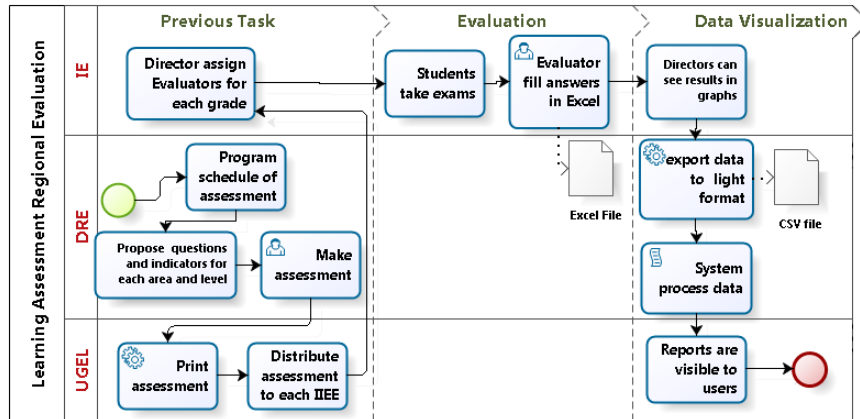 Previous Task
Evaluation
Data Visualization
Learning Assessment Regional Evaluation
IE
Director assign
Evaluators for
each grade
Students
take exams
Evaluator
fill answers
in Excel
Directors can
see results in
graphs
DRE
Program
schedule of
assessment
Propose questions
and indicators for
each area and level
Make
assessment
Excel File
export data
to light
format
CSV file
System
process data
UGEL
Print
assessment
Distribute
assessment
to each IIEE
Reports are
visible to
users